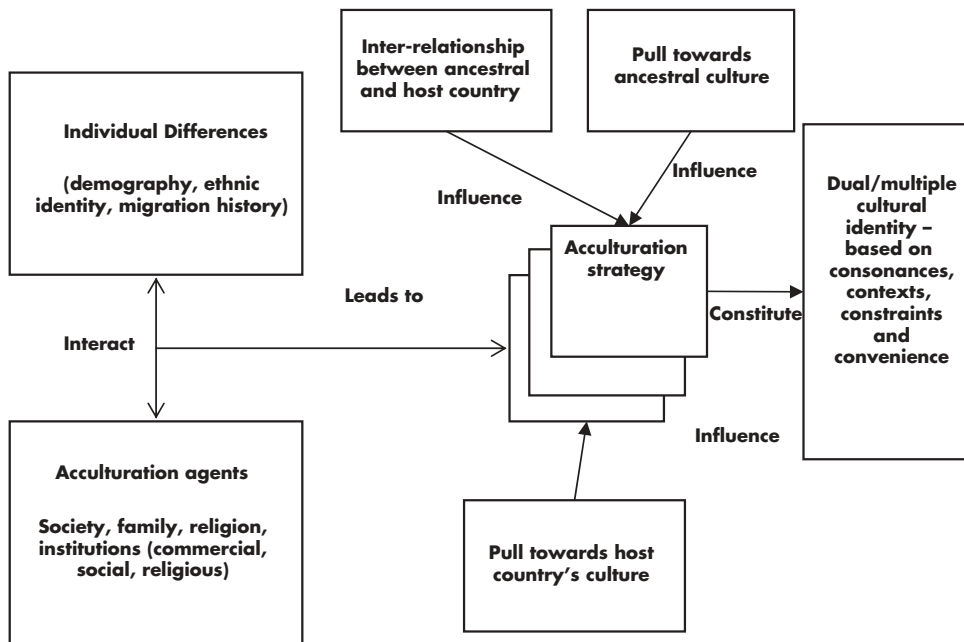 Inter-relationship
between ancestral
and host country
Pull towards
ancestral culture
Individual Differences
(demography, ethnic
identity, migration history)
Influence
Influence
Dual/multiple
cultural
identity –
based on
consonances,
contexts,
constraints
and
convenience
Acculturation
strategy
Leads to
Constitute
Interact
Influence
Acculturation agents
Society, family, religion,
institutions (commercial,
social, religious)
Pull towards host
country’s culture